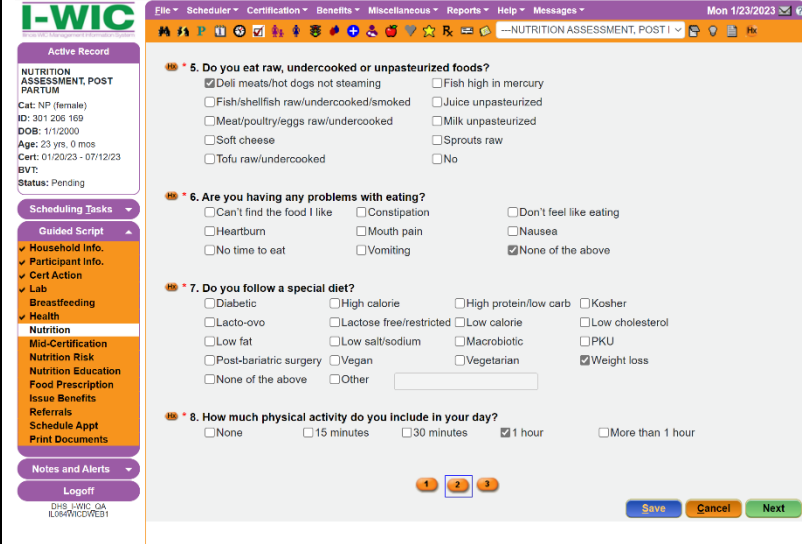 I-WIC
Illinois WIC Management Information System
File Scheduler Certification Benefits Miscellaneous Reports Help Messages
Mon 1/23/2023
---NUTRITION ASSESSMENT, POST
Active Record
NUTRITION
ASSESSMENT, POST
PARTUM
Cat: NP (female)
ID: 301 206 169
DOB: 1/1/2000
Age: 23 yrs, 0 mos
Cert: 01/20/23 - 07/12/23
BVT:
Status: Pending
Scheduling Tasks
Guided Script
Household Info.
Participant Info.
Cert Action
Lab
Breastfeeding
Health
Nutrition
Mid-Certification
Nutrition Risk
Nutrition Education
Food Prescription
Issue Benefits
Referrals
Schedule Appt
Print Documents
Notes and Alerts
Logoff
DHS_I-WIC_QA
IL084WICDWEB1
Hx * 5. Do you eat raw, undercooked or unpasteurized foods?
Deli meats/hot dogs not steaming Fish high in mercury
Fish/shellfish raw/undercooked/smoked Juice unpasteurized
Meat/poultry/eggs raw/undercooked Milk unpasteurized
Soft cheese Sprouts raw
Tofu raw/undercooked No
Hx * 6. Are you having any problems with eating?
Can't find the food I like Constipation Don't feel like eating
Heartburn Mouth pain Nausea
No time to eat Vomiting None of the above
Hx * 7. Do you follow a special diet?
Diabetic High calorie High protein/low carb Kosher
Lacto-ovo Lactose free/restricted Low calorie Low cholesterol
Low fat Low salt/sodium Macrobiotic PKU
Post-bariatric surgery Vegan Vegetarian Weight loss
None of the above Other
Hx * 8. How much physical activity do you include in your day?
None 15 minutes 30 minutes 1 hour More than 1 hour
1 2 3
Save Cancel Next